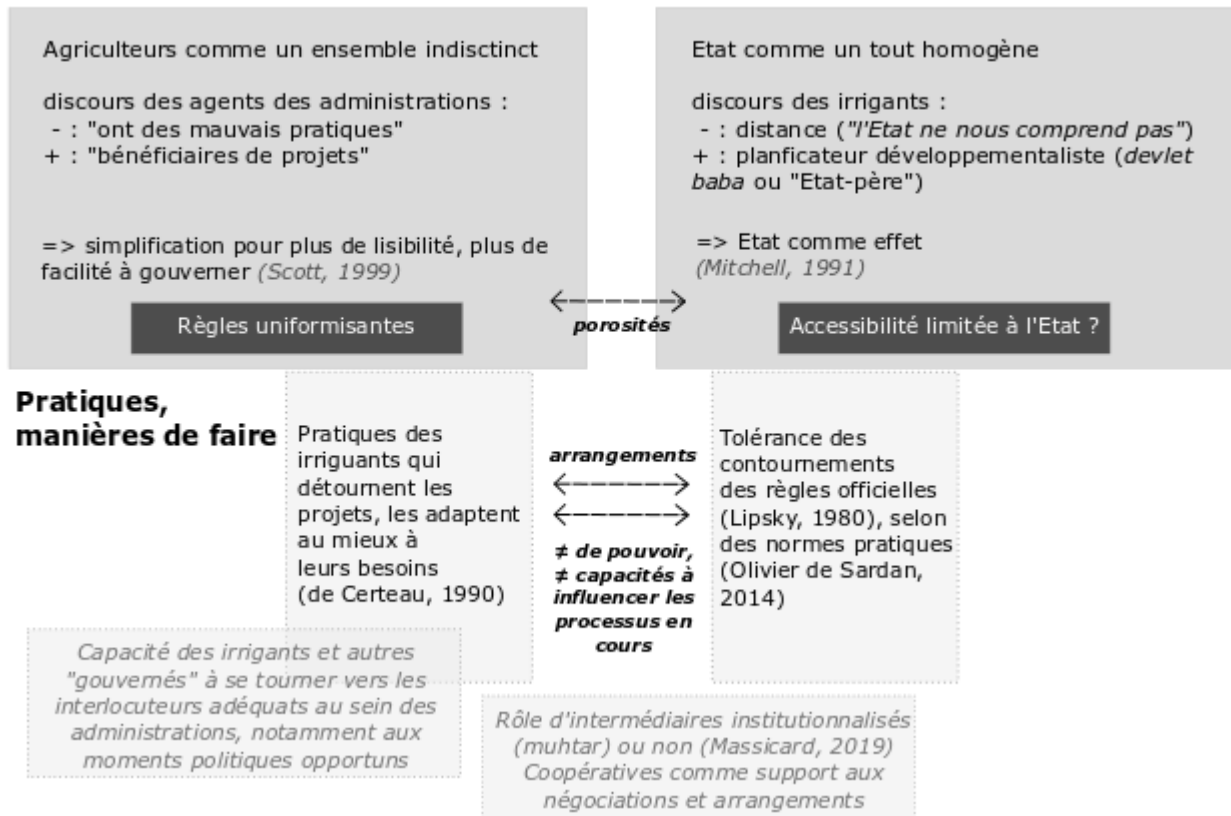 Agriculteurs comme un ensemble indisctinct
discours des agents des administrations :
- : "ont des mauvais pratiques"
+ : "bénéficiaires de projets"
=> simplification pour plus de lisibilité, plus de
facilité à gouverner (Scott, 1999)
Règles uniformisantes
porosités
Etat comme un tout homogène
discours des irrigants :
- : distance ("l'Etat ne nous comprend pas")
+ : planficateur développementaliste (devlet
baba ou "Etat-père")
=> Etat comme effet
(Mitchell, 1991)
Accessibilité limitée à l'Etat ?
Pratiques,
manières de faire
Pratiques des
irriguants qui
détournent les
projets, les adaptent
au mieux à
leurs besoins
(de Certeau, 1990)
arrangements
≠ de pouvoir,
≠ capacités à
influencer les
processus en
cours
Tolérance des
contournements
des règles officielles
(Lipsky, 1980), selon
des normes pratiques
(Olivier de Sardan,
2014)
Capacité des irrigants et autres
"gouvernés" à se tourner vers les
interlocuteurs adéquats au sein des
administrations, notamment aux
moments politiques opportuns
Rôle d'intermédiaires institutionnalisés
(muhtar) ou non (Massicard, 2019)
Coopératives comme support aux
négociations et arrangements